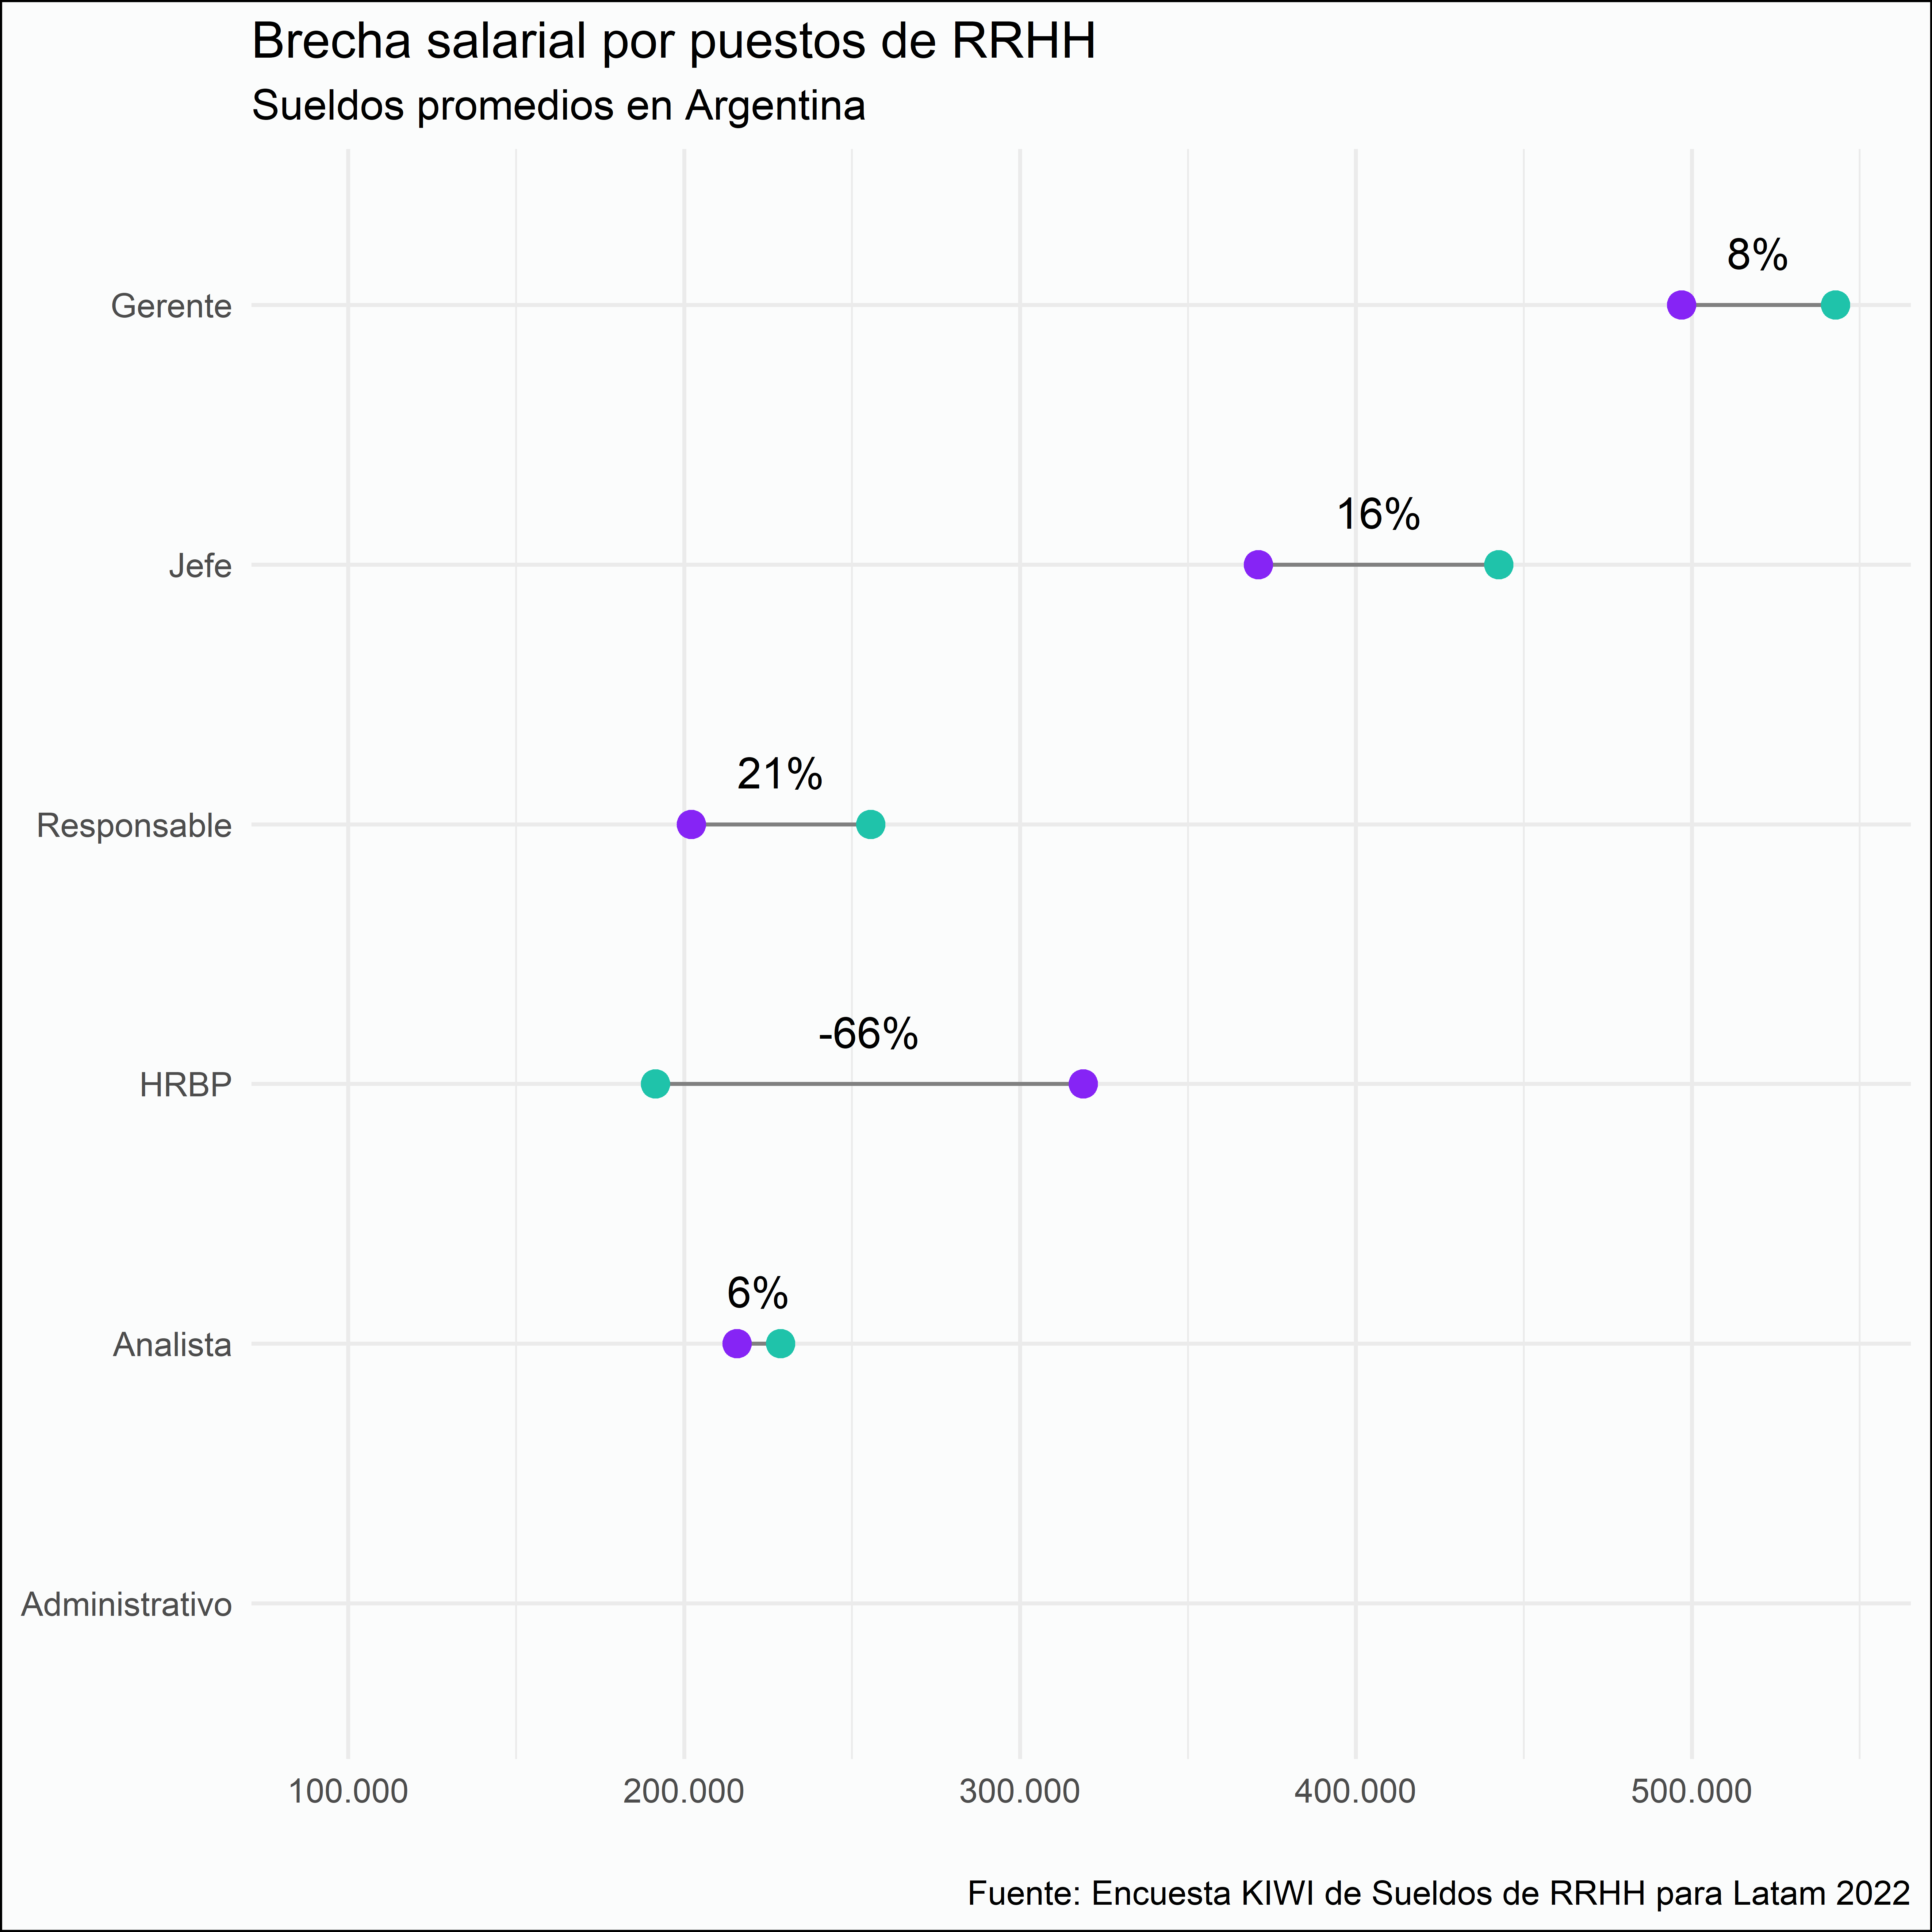 Brecha salarial por puestos de RRHH
Sueldos promedios en Argentina
8%
Gerente
16%
Jefe
21%
Responsable
-66%
HRBP
6%
Analista
Administrativo
100.000 200.000 300.000 400.000 500.000
Fuente: Encuesta KIWI de Sueldos de RRHH para Latam 2022